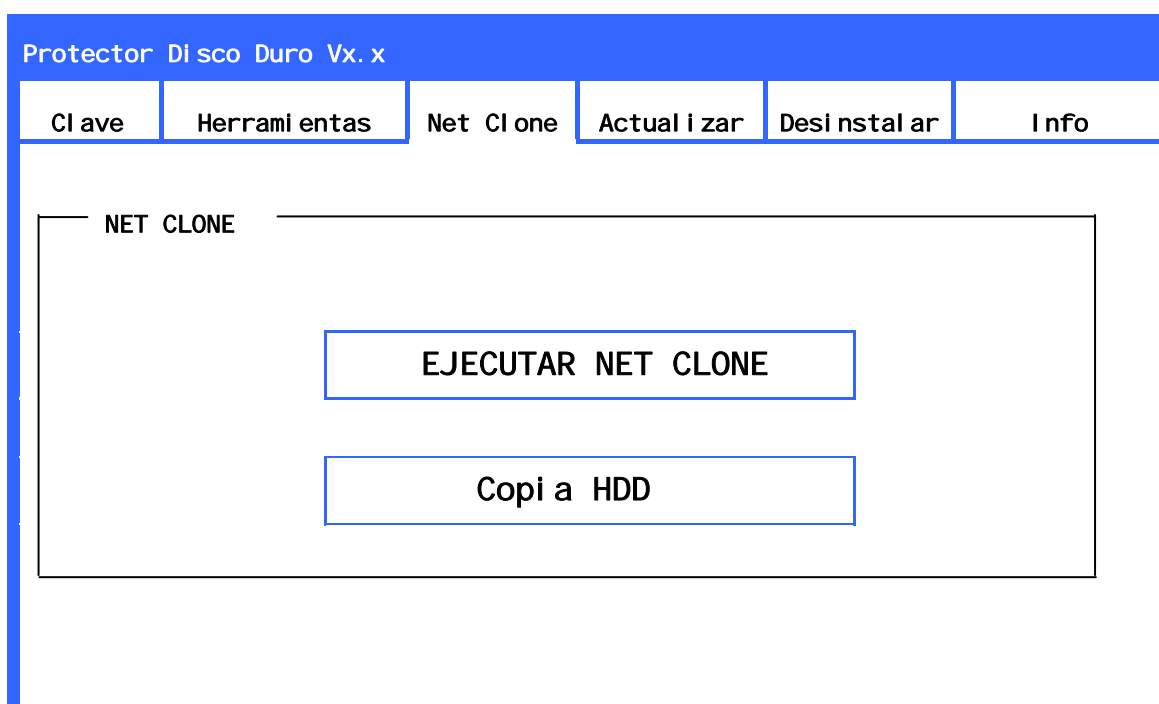 Protector Disco Duro Vx.x
Clave Herramientas Net Clone Actualizar Desinstalar Info
NET CLONE
EJECUTAR NET CLONE
Copia HDD